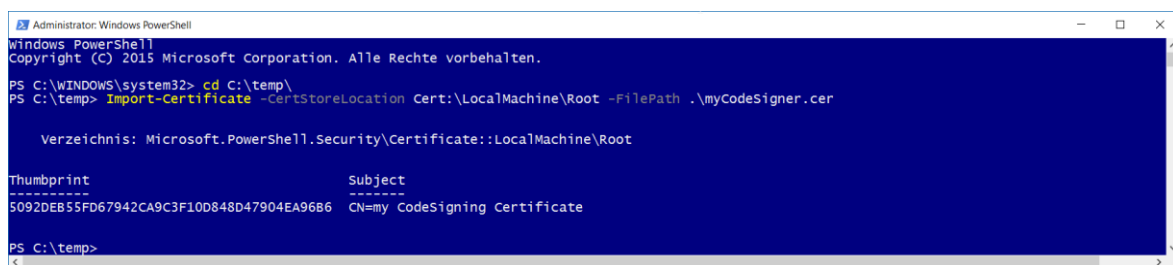 Administrator: Windows PowerShell
Windows PowerShell
Copyright (C) 2015 Microsoft Corporation. Alle Rechte vorbehalten.
PS C:\WINDOWS\system32> cd C:\temp\
PS C:\temp> Import-Certificate -CertStoreLocation Cert:\LocalMachine\Root -FilePath .\myCodeSigner.cer
Verzeichnis: Microsoft.PowerShell.Security\Certificate::LocalMachine\Root
Thumbprint Subject
---------- -------
5092DEB55FD67942CA9C3F10D848D47904EA96B6 CN=my CodeSigning Certificate
PS C:\temp>